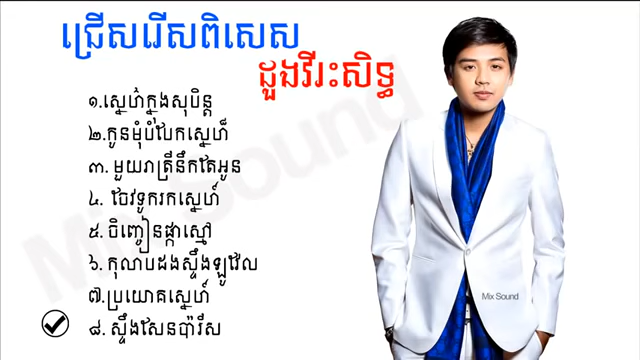 ជ្រើសរើសពិសេស
ដួងវីរះសិទ្ធ
១.ស្នេហ៌ក្នុងសុបិន្ត
២.កូនមុំបំបែកស្នេហ៏
៣. មួយរាត្រីនឹកតែអូន
៤. ចែវទូករកស្នេហ៍
៥. ចិញ្ចៀនផ្កាស្មៅ
៦. កុលាបដងស្ទឹងឡូវ៉ែល
៧.ប្រយោគស្នេហ៍
៨. ស្ទឹងសែនប៉ារីស
Mix Sound
Mix Sound